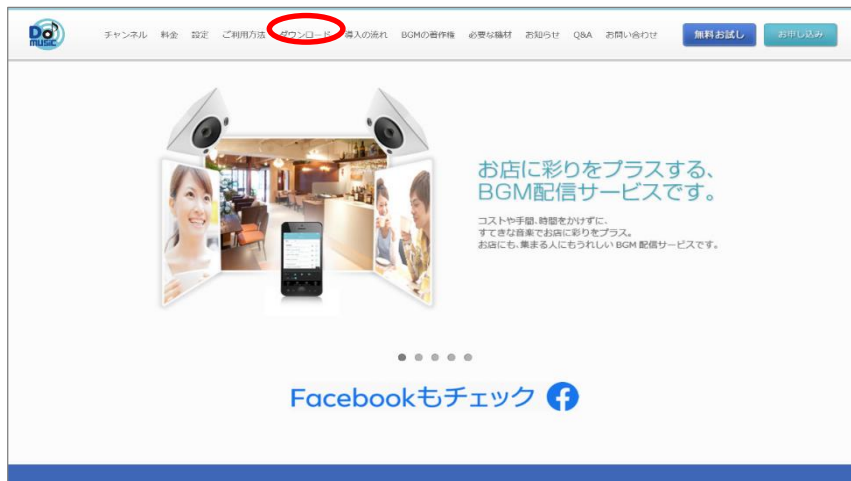 Do
music
チャンネル 料金 設定 ご利用方法 ダウンロード 導入の流れ BGMの著作権 必要な機材 お知らせ Q&A お問い合わせ 無料お試し お申し込み
お店に彩りをプラスする、
BGM配信サービスです。
コストや手間、時間をかけずに、
すてきな音楽でお店に彩りをプラス。
お店にも、集まる人にもうれしい BGM 配信サービスです。
Facebookもチェック